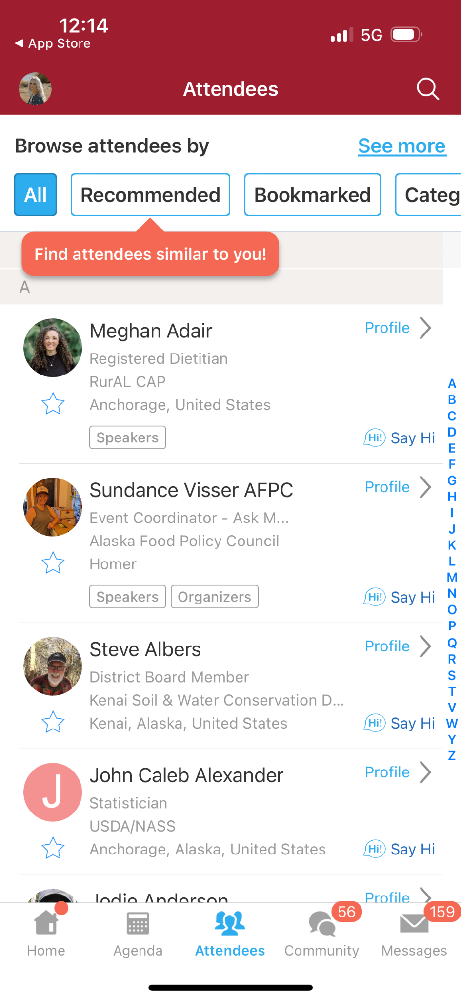 12:14
◀ App Store
5G
Attendees
Browse attendees by
See more
All
Recommended
Bookmarked
Categ
Find attendees similar to you!
A
Meghan Adair
Profile
Registered Dietitian
RurAL CAP
Anchorage, United States
Speakers
Hi! Say Hi
Sundance Visser AFPC
Profile
Event Coordinator - Ask M...
Alaska Food Policy Council
Homer
Speakers
Organizers
Hi! Say Hi
Steve Albers
Profile
District Board Member
Kenai Soil & Water Conservation D...
Kenai, Alaska, United States
Hi! Say Hi
J
John Caleb Alexander
Profile
Statistician
USDA/NASS
Anchorage, Alaska, United States
Hi! Say Hi
Jodie Anderson
Profile
A
B
C
D
E
F
G
H
I
J
K
L
M
N
O
P
Q
R
S
T
V
W
Y
Z
56
159
Home
Agenda
Attendees
Community
Messages